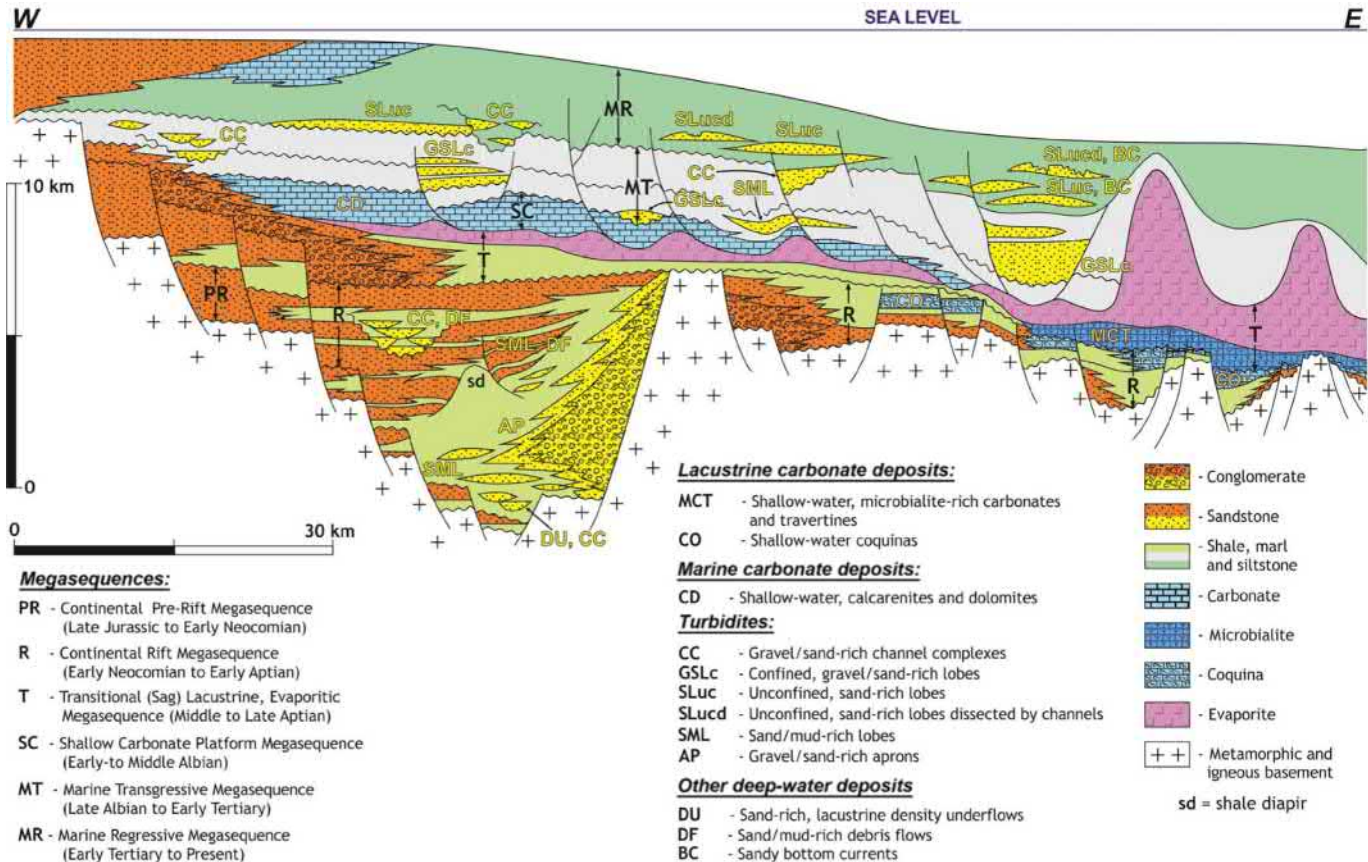 W
SEA LEVEL
E
MR
SLuc
CC
SLucd
SLuc
CC
GSLc
SLucd, BC
SLuc, BC
CC
SML
MT
GSLc
10 km
CD
SC
GSLc
T
PR
R
CC, DF
SML, DF
sd
AP
SML
DU, CC
R
CO
MCT
T
R
CO
0
0
30 km
Megasequences:
PR - Continental Pre-Rift Megasequence
(Late Jurassic to Early Neocomian)
R - Continental Rift Megasequence
(Early Neocomian to Early Aptian)
T - Transitional (Sag) Lacustrine, Evaporitic
Megasequence (Middle to Late Aptian)
SC - Shallow Carbonate Platform Megasequence
(Early-to Middle Albian)
MT - Marine Transgressive Megasequence
(Late Albian to Early Tertiary)
MR - Marine Regressive Megasequence
(Early Tertiary to Present)
Lacustrine carbonate deposits:
MCT - Shallow-water, microbialite-rich carbonates
and travertines
CO - Shallow-water coquinas
Marine carbonate deposits:
CD - Shallow-water, calcarenites and dolomites
Turbidites:
CC - Gravel/sand-rich channel complexes
GSLc - Confined, gravel/sand-rich lobes
SLuc - Unconfined, sand-rich lobes
SLucd - Unconfined, sand-rich lobes dissected by channels
SML - Sand/mud-rich lobes
AP - Gravel/sand-rich aprons
Other deep-water deposits
DU - Sand-rich, lacustrine density underflows
DF - Sand/mud-rich debris flows
BC - Sandy bottom currents
- Conglomerate
- Sandstone
- Shale, marl
and siltstone
- Carbonate
- Microbialite
- Coquina
- Evaporite
- Metamorphic and
igneous basement
sd = shale diapir